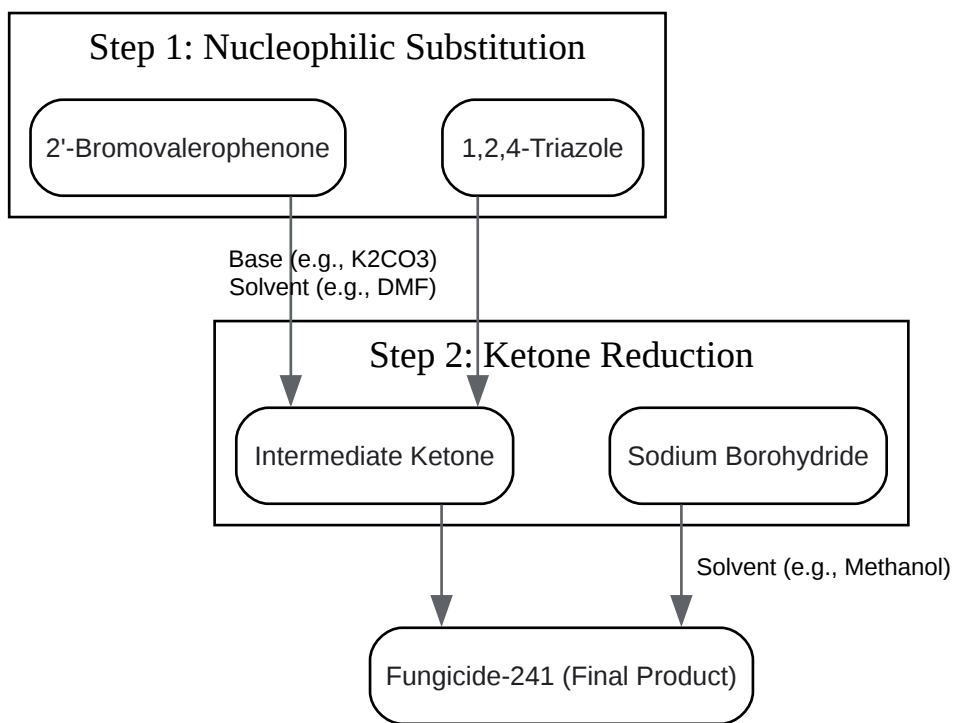 Step 1: Nucleophilic Substitution
2'-Bromovalerophenone
1,2,4-Triazole
Base (e.g., K2CO3)
Solvent (e.g., DMF)
Step 2: Ketone Reduction
Intermediate Ketone
Sodium Borohydride
Solvent (e.g., Methanol)
Fungicide-241 (Final Product)